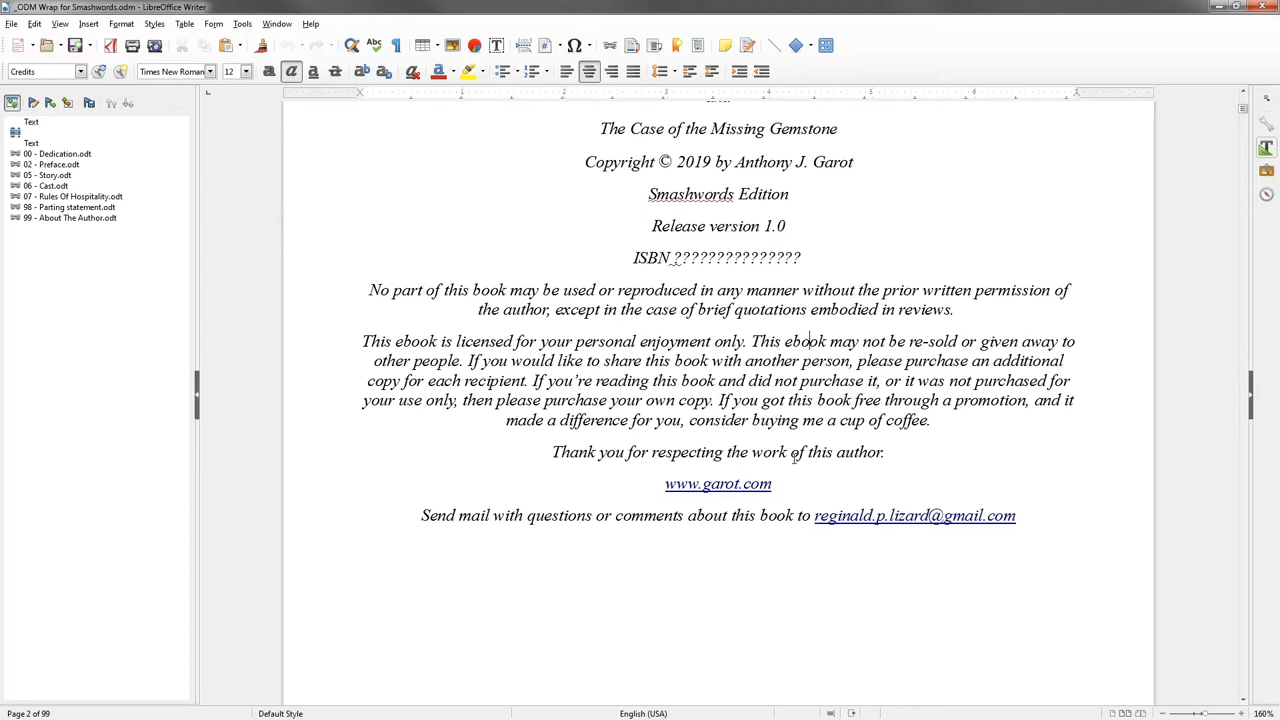 _ODM Wrap for Smashwords.odm - LibreOffice Writer
File Edit View Insert Format Styles Table Form Tools Window Help
Credits Times New Roman 12
1 2 3 4 5 6 7
Text
Text
00 - Dedication.odt
02 - Preface.odt
05 - Story.odt
06 - Cast.odt
07 - Rules Of Hospitality.odt
98 - Parting statement.odt
99 - About The Author.odt
The Case of the Missing Gemstone
Copyright © 2019 by Anthony J. Garot
Smashwords Edition
Release version 1.0
ISBN ???????????????
No part of this book may be used or reproduced in any manner without the prior written permission of
the author, except in the case of brief quotations embodied in reviews.
This ebook is licensed for your personal enjoyment only. This ebook may not be re-sold or given away to
other people. If you would like to share this book with another person, please purchase an additional
copy for each recipient. If you’re reading this book and did not purchase it, or it was not purchased for
your use only, then please purchase your own copy. If you got this book free through a promotion, and it
made a difference for you, consider buying me a cup of coffee.
Thank you for respecting the work of this author.
www.garot.com
Send mail with questions or comments about this book to reginald.p.lizard@gmail.com
Page 2 of 99 Default Style English (USA) 160%